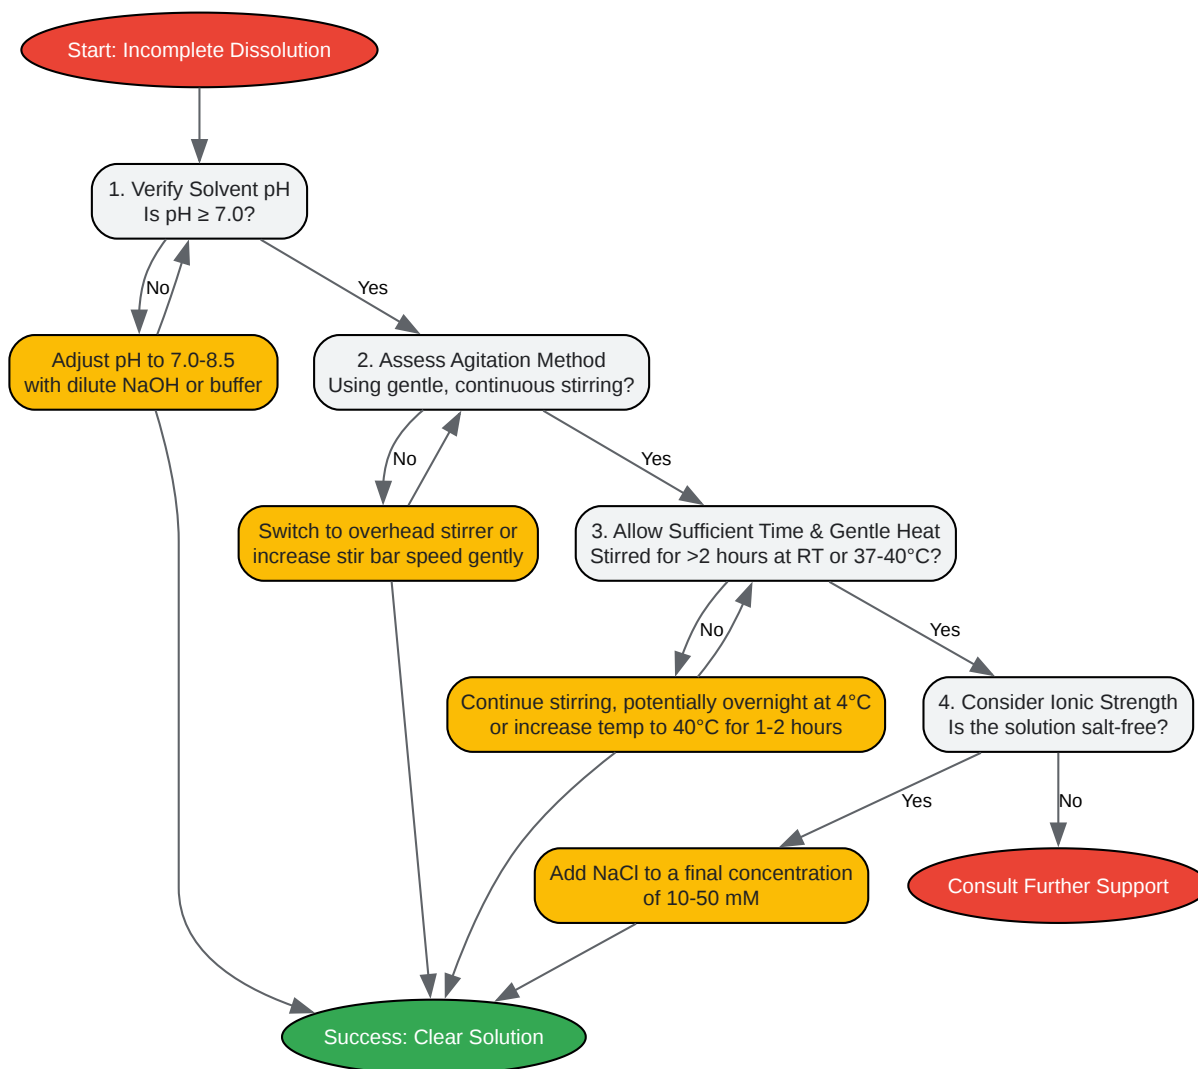 Start: Incomplete Dissolution
1. Verify Solvent pH
Is pH ≥ 7.0?
No
Yes
Adjust pH to 7.0-8.5
with dilute NaOH or buffer
2. Assess Agitation Method
Using gentle, continuous stirring?
No
Yes
Switch to overhead stirrer or
increase stir bar speed gently
3. Allow Sufficient Time & Gentle Heat
Stirred for >2 hours at RT or 37-40°C?
No
Yes
Continue stirring, potentially overnight at 4°C
or increase temp to 40°C for 1-2 hours
4. Consider Ionic Strength
Is the solution salt-free?
Yes
No
Add NaCl to a final concentration
of 10-50 mM
Consult Further Support
Success: Clear Solution